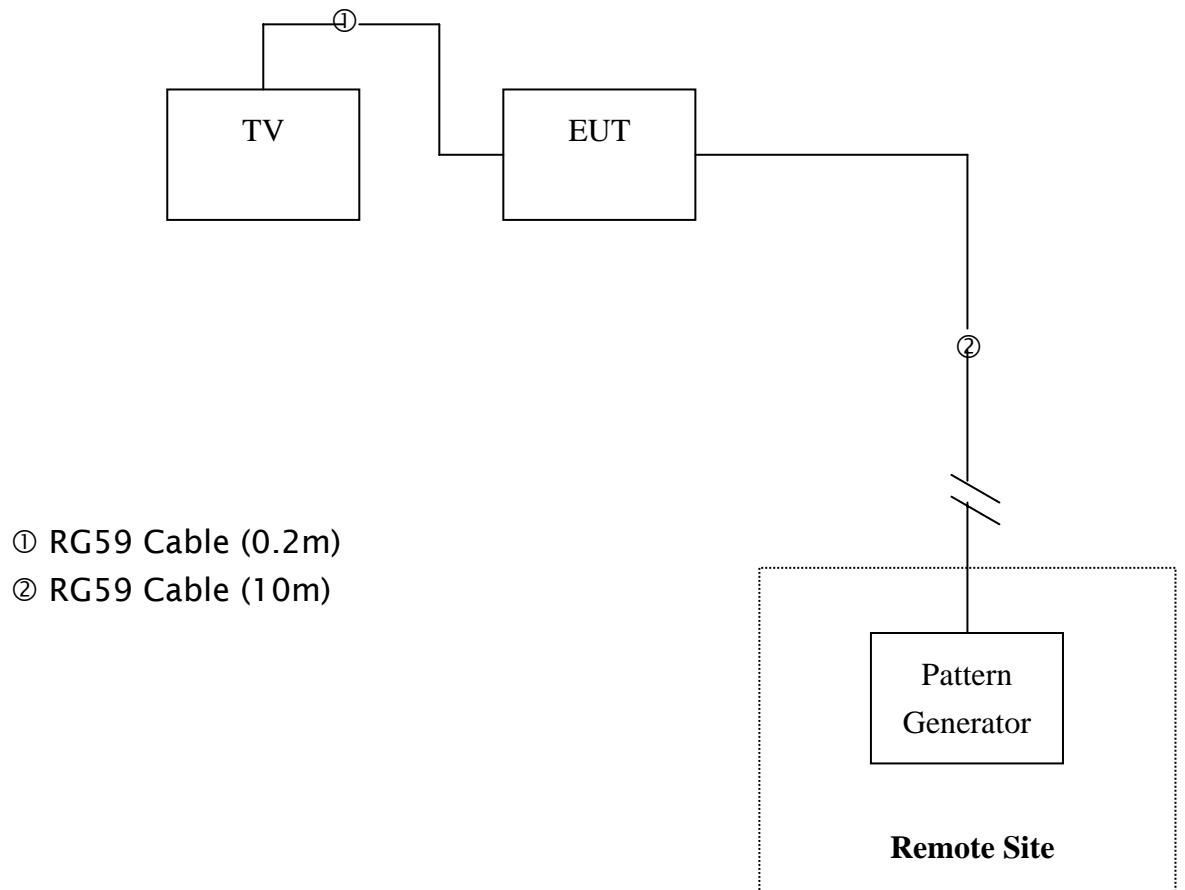 ①
TV
EUT
②
① RG59 Cable (0.2m)
② RG59 Cable (10m)
Pattern
Generator
Remote Site